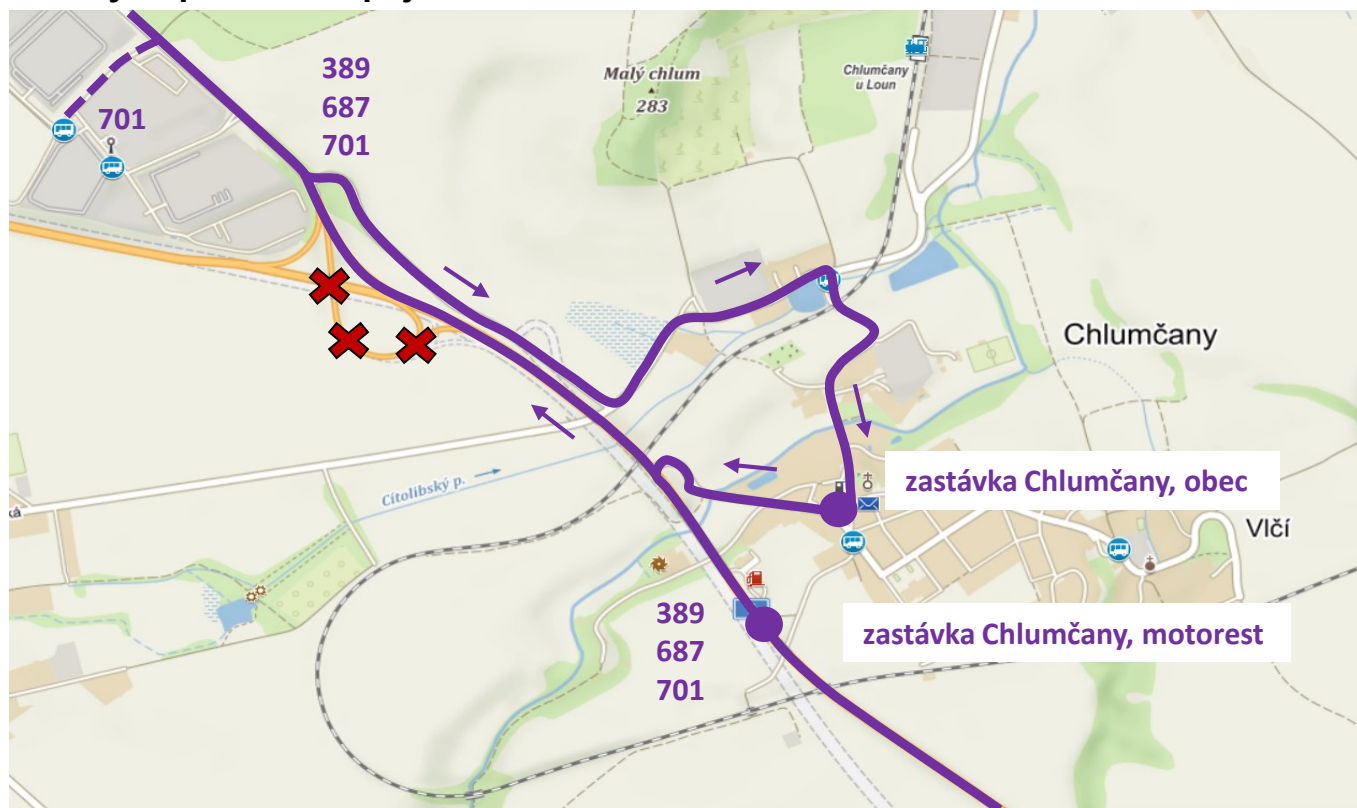 389
687
701
701
Malý chlum
283
Chlumčany
u Loun
Chlumčany
zastávka Chlumčany, obec
Cítolibský p.
Vlčí
389
687
701
zastávka Chlumčany, motorest